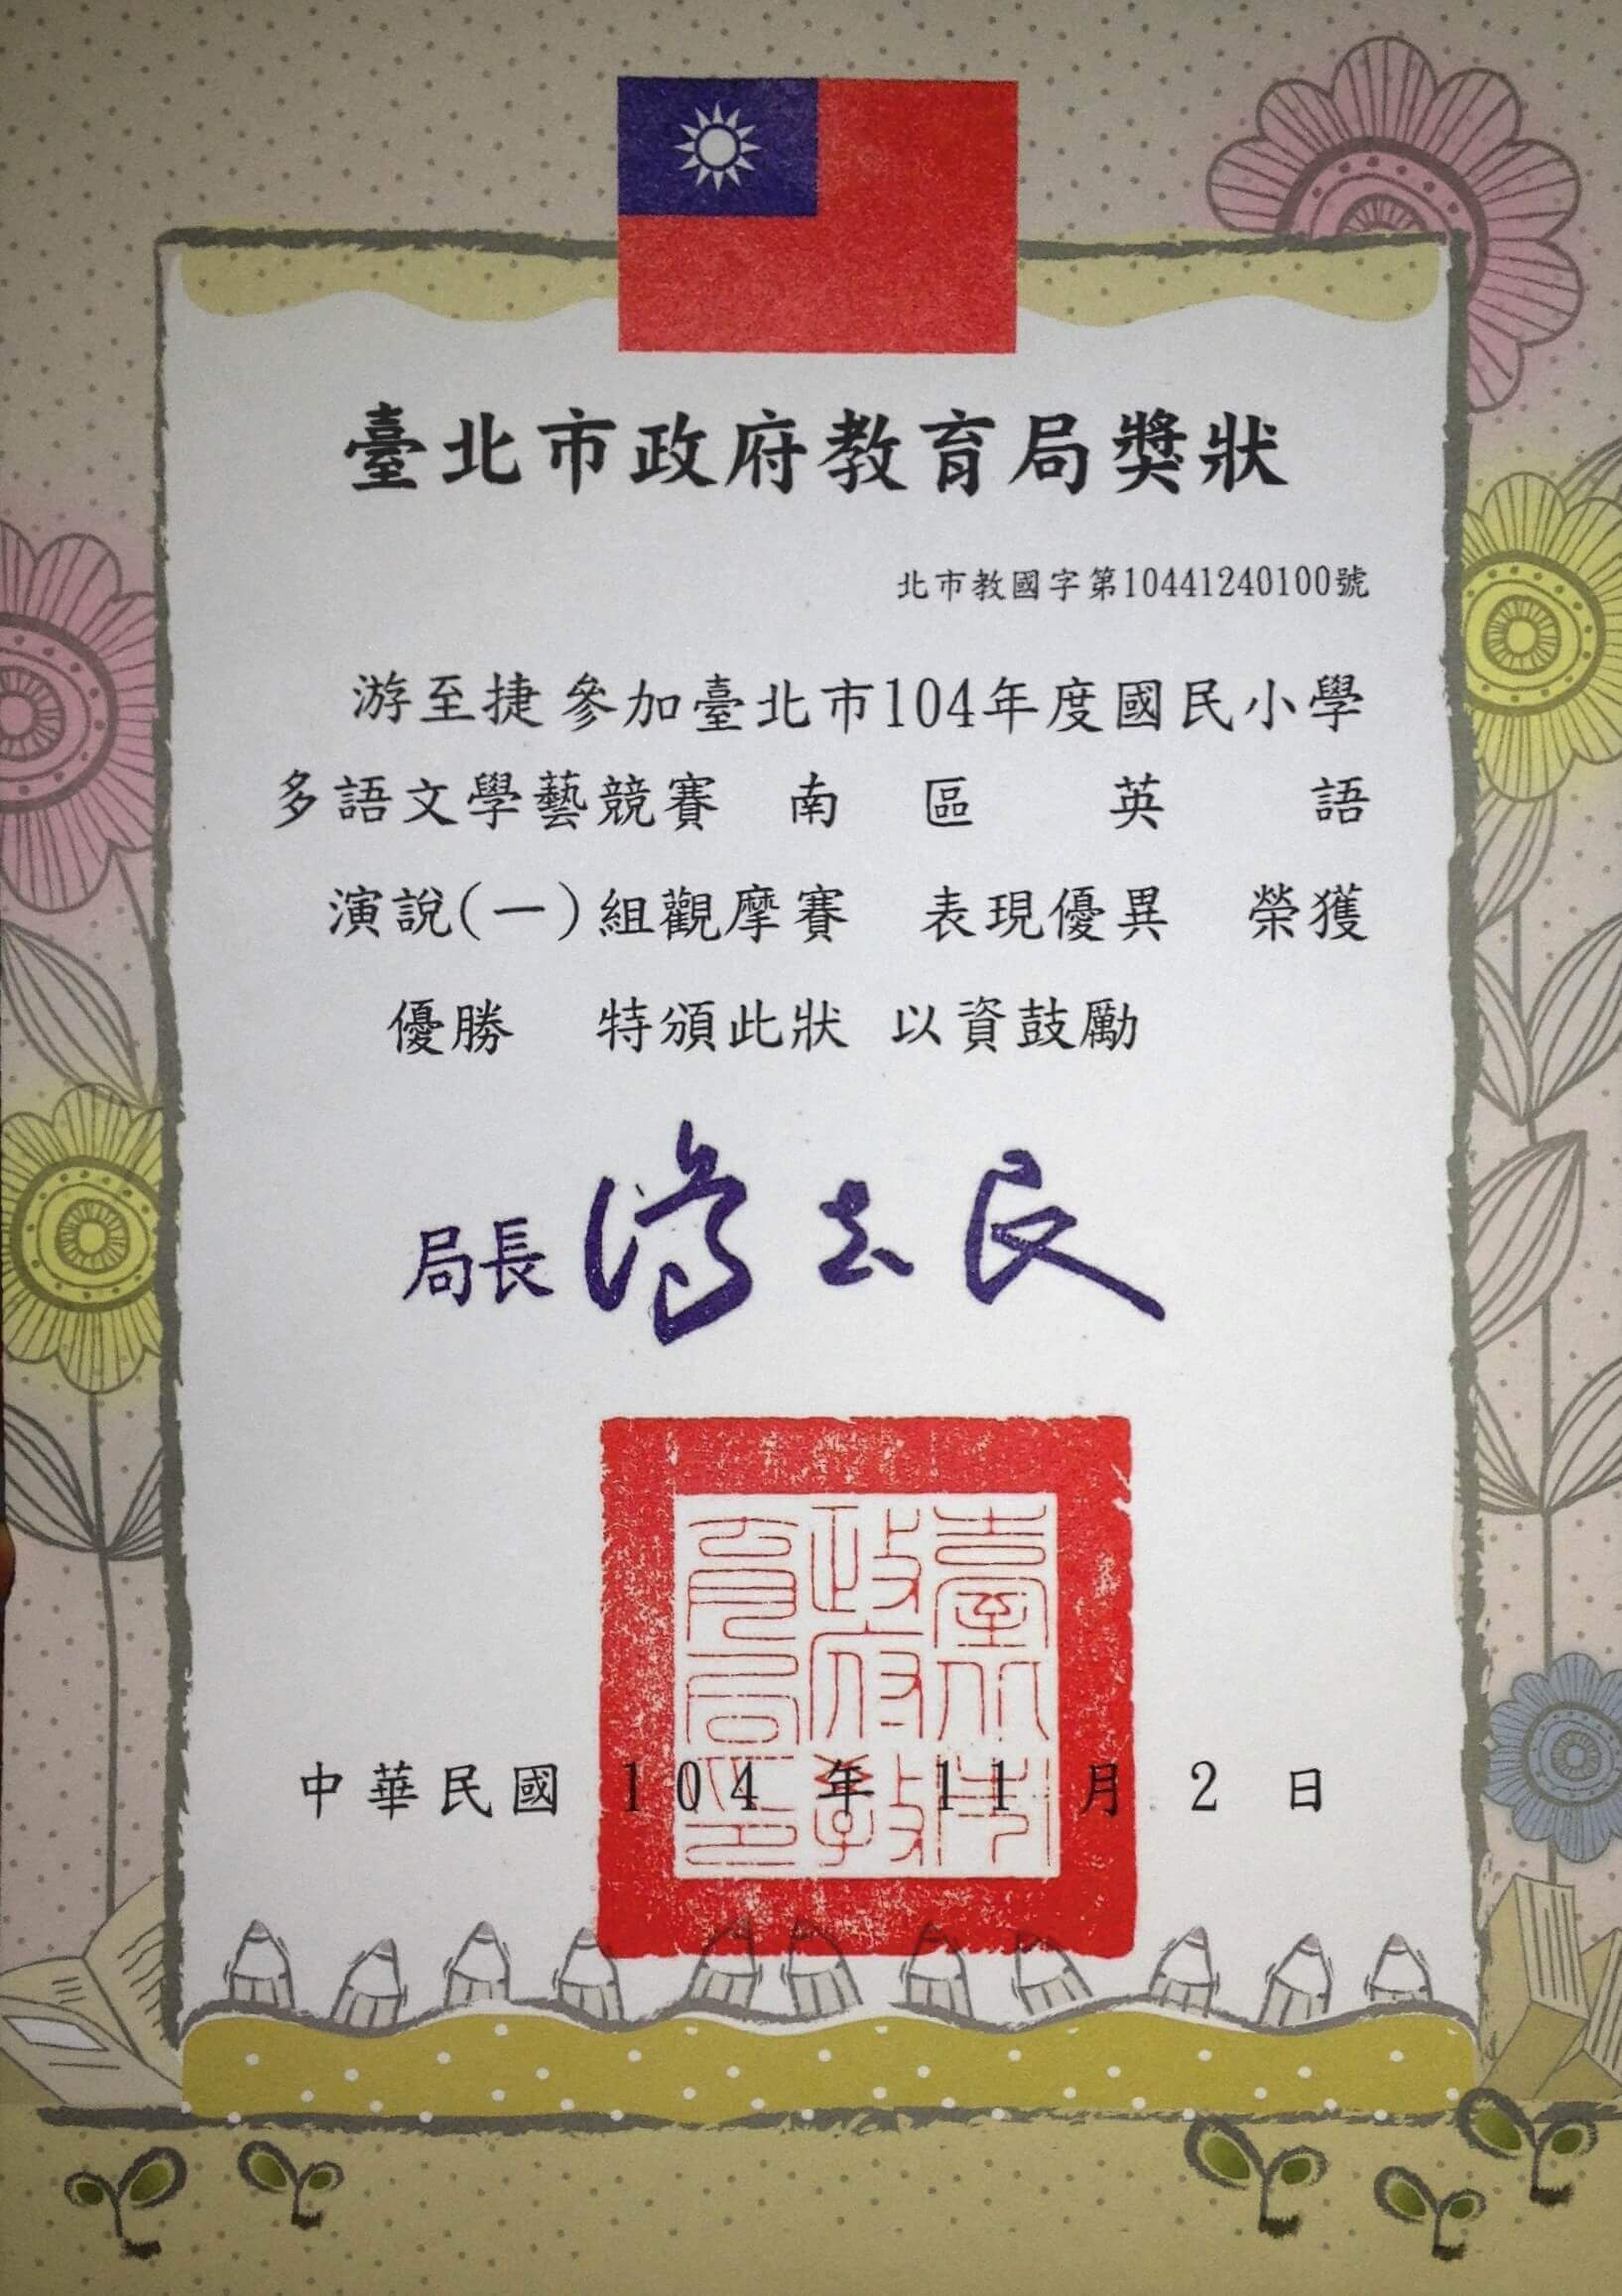 臺北市政府教育局獎狀
北市教國字第10441240100號
游至捷 參加臺北市104年度國民小學
多語文學藝競賽 南 區 英 語
演說(一)組觀摩賽 表現優異 榮獲
優勝 特頒此狀 以資鼓勵
局長 湯志民
臺北市
政府教
育局印
中華民國 104 年 11 月 2 日